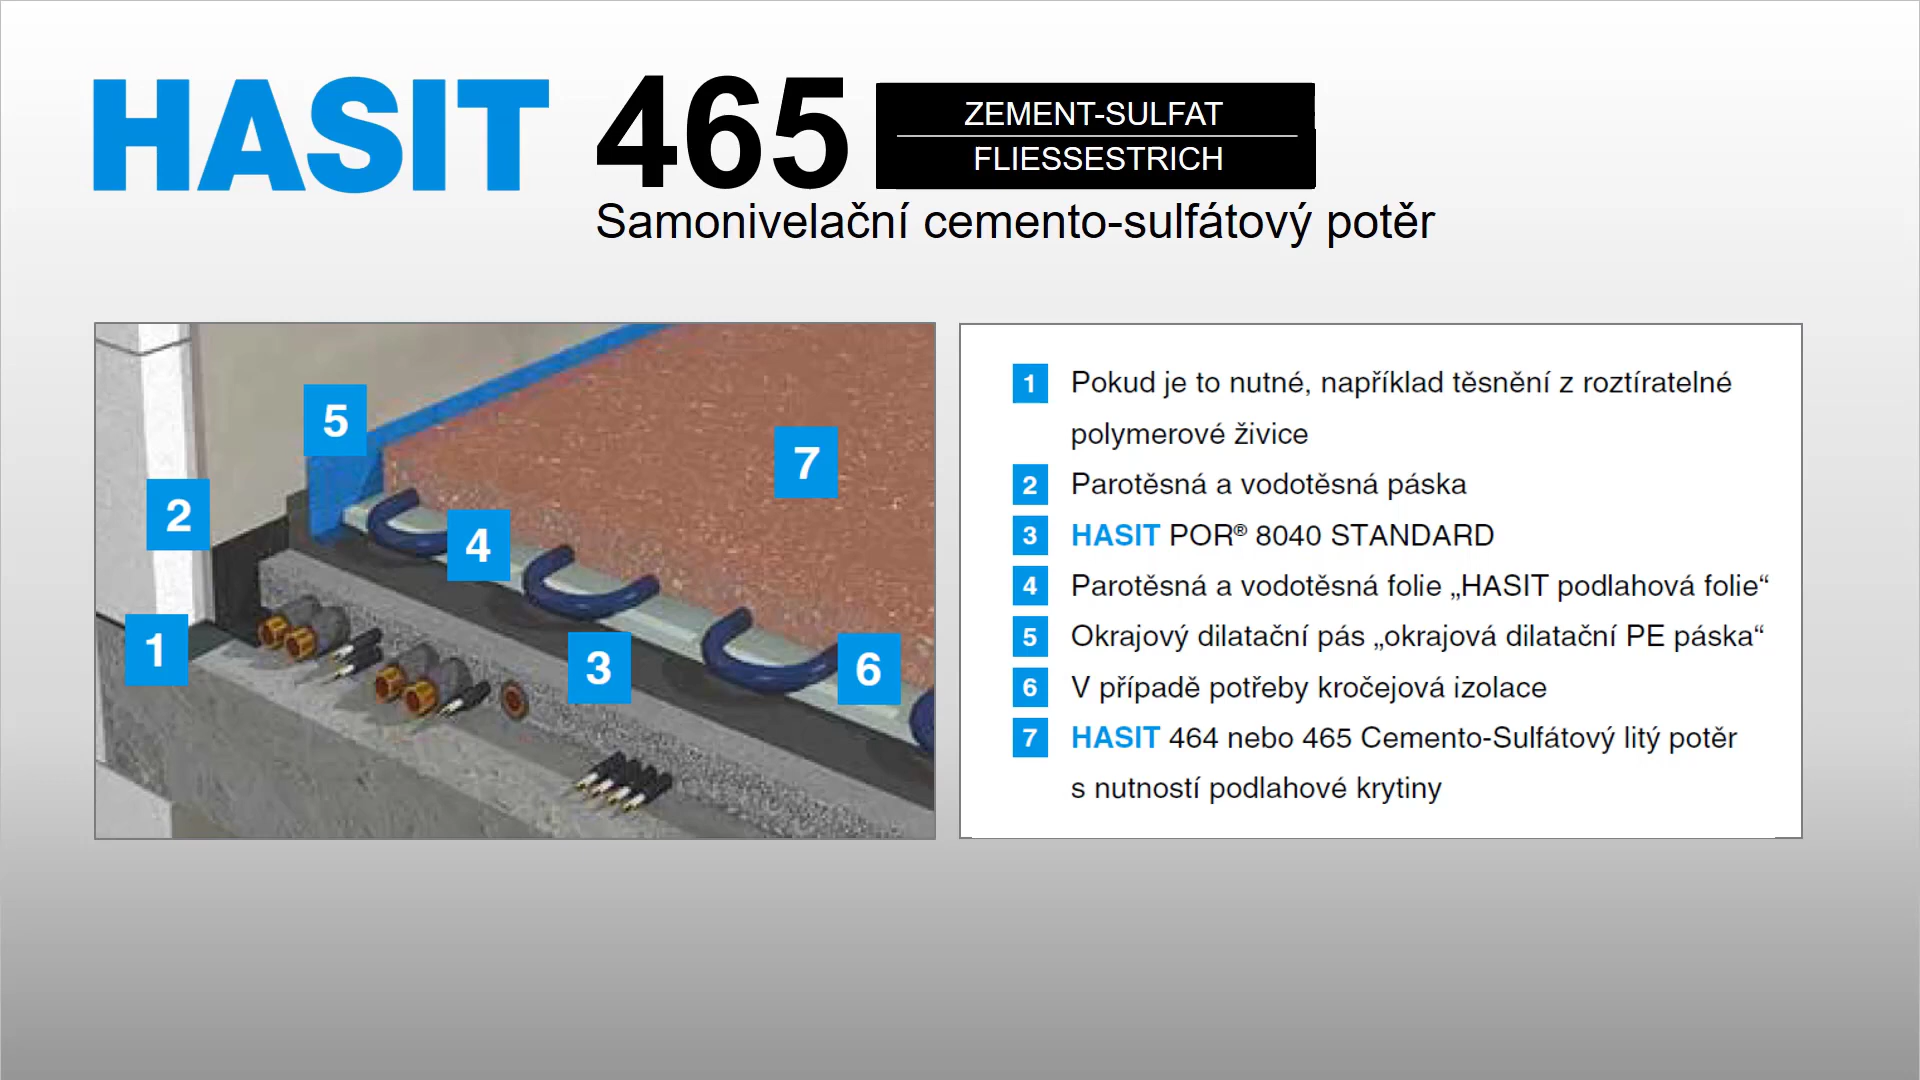 HASIT 465 ZEMENT-SULFAT
FLIESSESTRICH
Samonivelační cemento-sulfátový potěr
5
7
2
4
1
3
6
1 Pokud je to nutné, například těsnění z roztíratelné
polymerové živice
2 Parotěsná a vodotěsná páska
3 HASIT POR® 8040 STANDARD
4 Parotěsná a vodotěsná folie „HASIT podlahová folie“
5 Okrajový dilatační pás „okrajová dilatační PE páska“
6 V případě potřeby kročejová izolace
7 HASIT 464 nebo 465 Cemento-Sulfátový litý potěr
s nutností podlahové krytiny